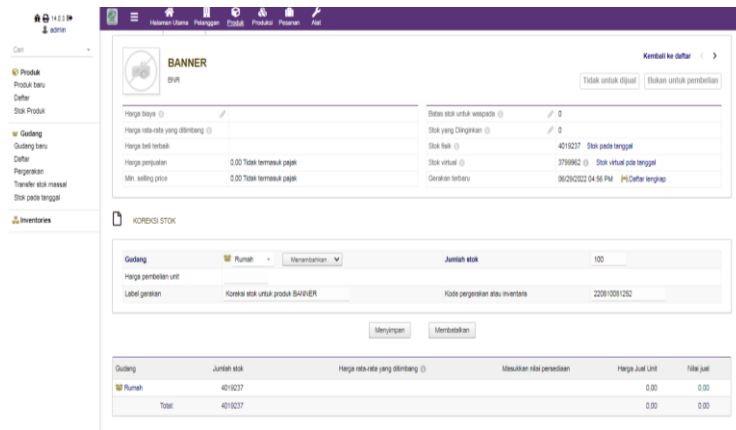 14.0.3
admin
Halaman Utama Pelanggan Produk Produksi Pesanan Alat
Cari
Produk
Produk baru
Daftar
Stok Produk
Gudang
Gudang baru
Daftar
Pergerakan
Transfer stok massal
Stok pada tanggal
Inventories
BANNER
BNR
Kembali ke daftar < >
Tidak untuk dijual Bukan untuk pembelian
Harga biaya
Harga rata-rata yang ditimbang
Harga beli terbaik
Harga penjualan 0,00 Tidak termasuk pajak
Min. selling price 0,00 Tidak termasuk pajak
Batas stok untuk waspada 0
Stok yang Diinginkan 0
Stok fisik 4019237 Stok pada tanggal
Stok virtual 3799962 Stok virtual pda tanggal
Gerakan terbaru 06/29/2022 04:56 PM Daftar lengkap
KOREKSI STOK
Gudang Rumah Menambahkan Jumlah stok 100
Harga pembelian unit
Label gerakan Koreksi stok untuk produk BANNER Kode pergerakan atau inventaris 220810081252
Menyimpan Membatalkan
Gudang Jumlah stok Harga rata-rata yang ditimbang Masukkan nilai persediaan Harga Jual Unit Nilai jual
Rumah 4019237 0,00 0,00
Total: 4019237 0,00 0,00